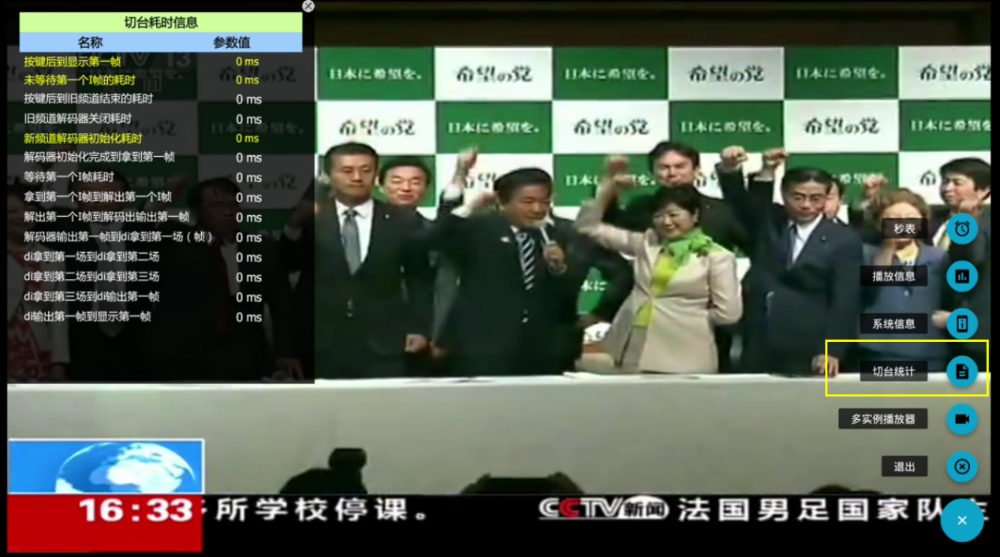 切台耗时信息
名称 参数值
按键后到显示第一帧 0 ms
未等待第一个I帧的耗时 0 ms
按键后到旧频道结束的耗时 0 ms
旧频道解码器关闭耗时 0 ms
新频道解码器初始化耗时 0 ms
解码器初始化完成到拿到第一帧 0 ms
等待第一个I帧耗时 0 ms
拿到第一个I帧到解出第一个I帧 0 ms
解出第一个I帧到解码出输出第一帧 0 ms
解码器输出第一帧到di拿到第一场（帧） 0 ms
di拿到第一场到di拿到第二场 0 ms
di拿到第二场到di拿到第三场 0 ms
di拿到第三场到di输出第一帧 0 ms
di输出第一帧到显示第一帧 0 ms
日本に希望を。 希望の党 日本に希望を。 希望の党 日本に希望を。 希望の党
希望の党 日本に希望を。 希望の党 日本に希望を。 希望の党 日本に希望を
秒表
播放信息
系统信息
切台统计
多实例播放器
退出
16:33
所学校停课。 CCTV新闻 法国男足国家队主